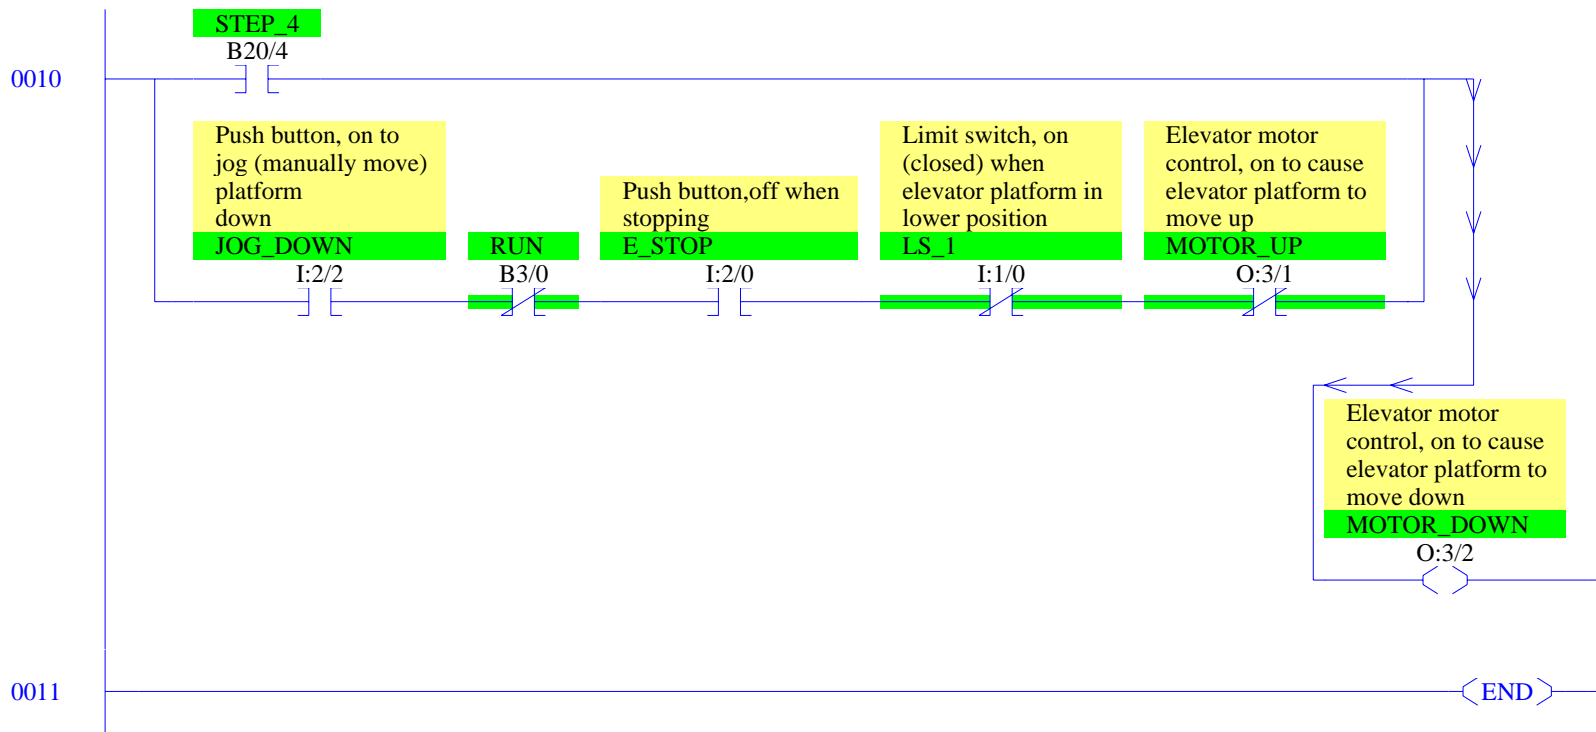 STEP_4
B20/4
0010
Push button, on to
jog (manually move)
platform
down
JOG_DOWN
I:2/2
RUN
B3/0
Push button,off when
stopping
E_STOP
I:2/0
Limit switch, on
(closed) when
elevator platform in
lower position
LS_1
I:1/0
Elevator motor
control, on to cause
elevator platform to
move up
MOTOR_UP
O:3/1
Elevator motor
control, on to cause
elevator platform to
move down
MOTOR_DOWN
O:3/2
0011
END